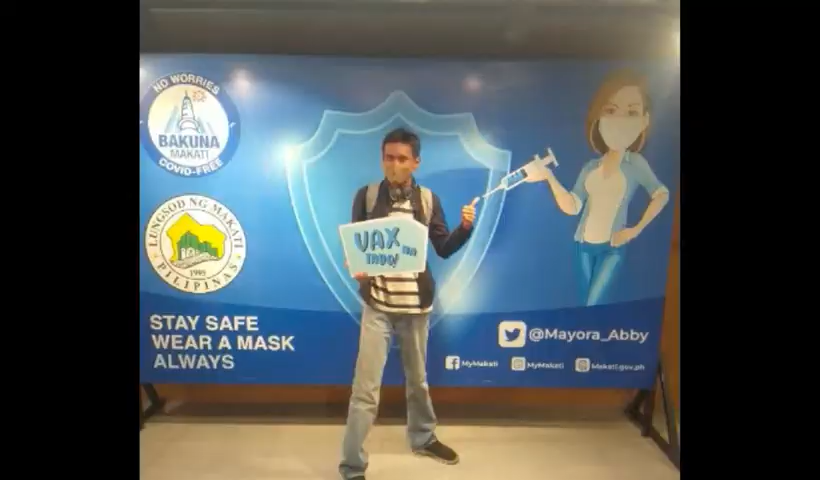 NO WORRIES
BAKUNA
MAKATI
COVID-FREE
LUNGSOD NG MAKATI
PILIPINAS
1995
VAX
STAY SAFE
WEAR A MASK
ALWAYS
@Mayora_Abby
MyMakati
MyMakati
Makati.gov.ph